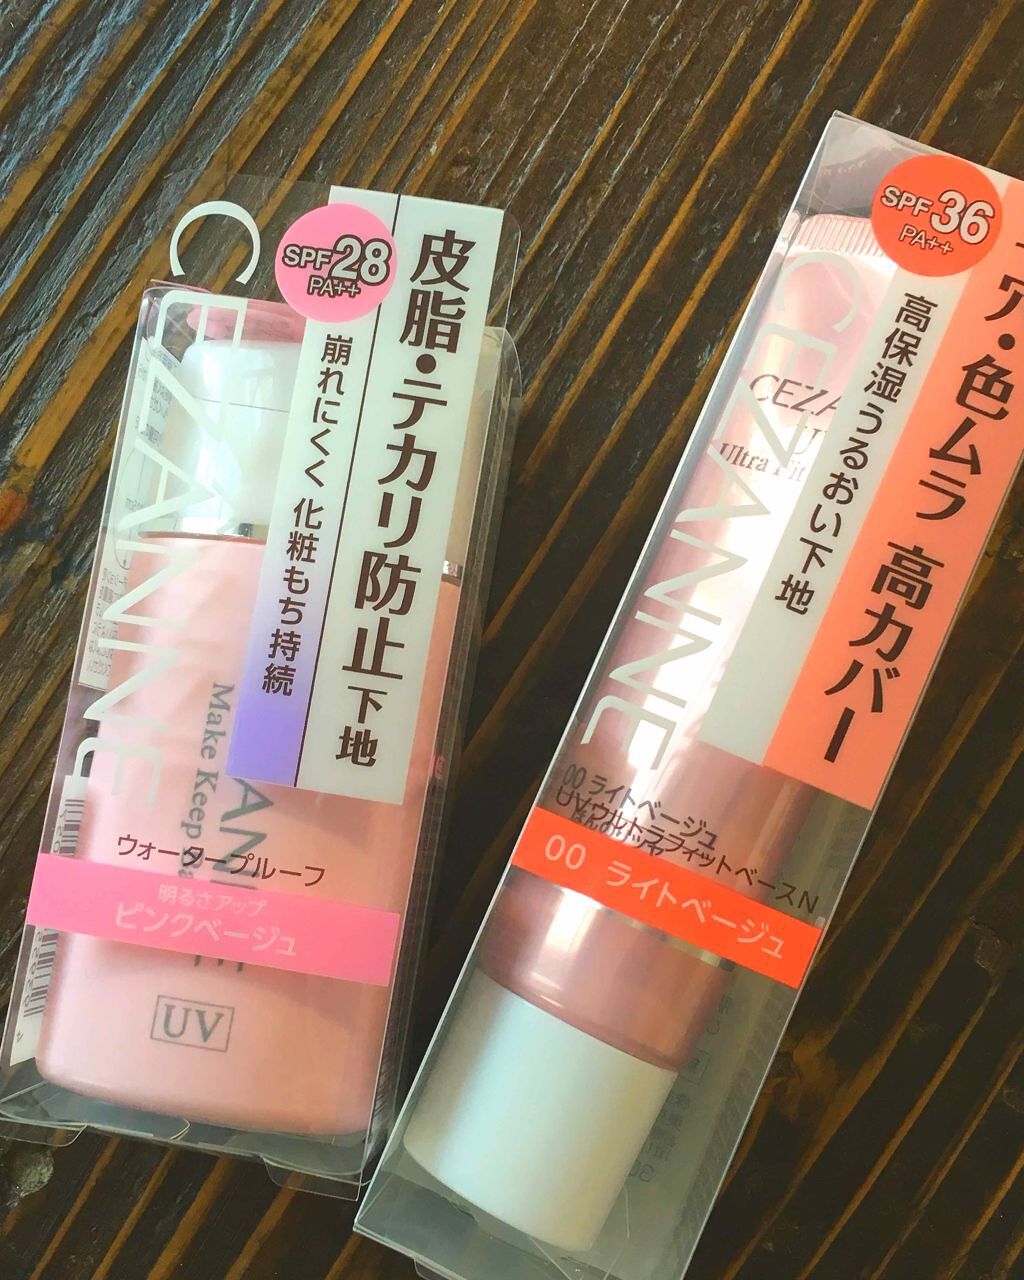 CEZANNE
SPF28
PA++
皮脂・テカリ防止下地
崩れにくく 化粧もち持続
Make Keep
ウォータープルーフ
明るさアップ
ピンクベージュ
UV
CEZANNE
SPF36
PA++
穴・色ムラ 高カバー
高保湿うるおい下地
CEZA
U
Ultra Fit
00 ライトベージュ
UVウルトラフィットベースN
00 ライトベージュ